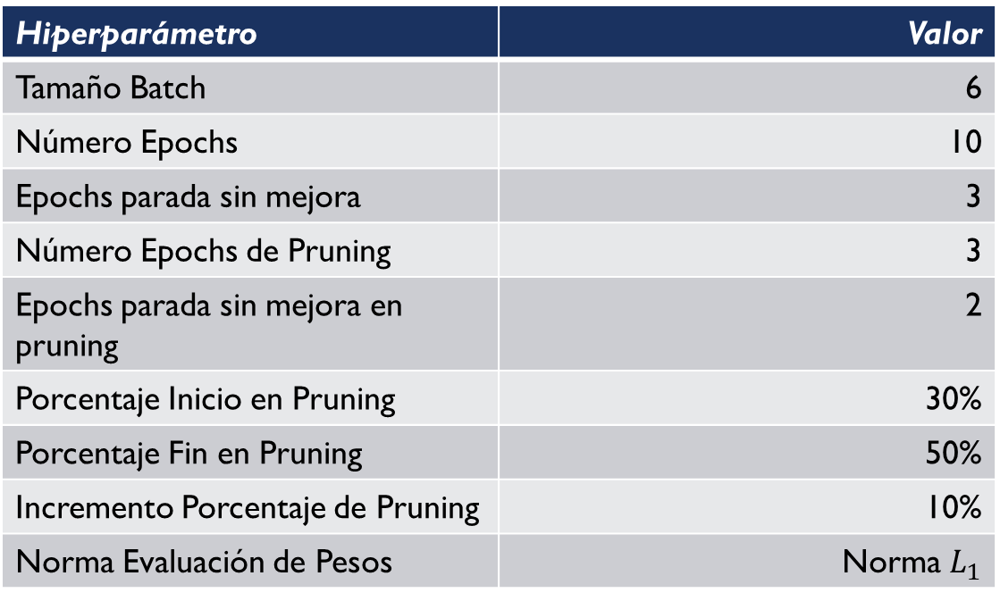 Hiperparámetro Valor
Tamaño Batch 6
Número Epochs 10
Epochs parada sin mejora 3
Número Epochs de Pruning 3
Epochs parada sin mejora en 2
pruning
Porcentaje Inicio en Pruning 30%
Porcentaje Fin en Pruning 50%
Incremento Porcentaje de Pruning 10%
Norma Evaluación de Pesos Norma L₁